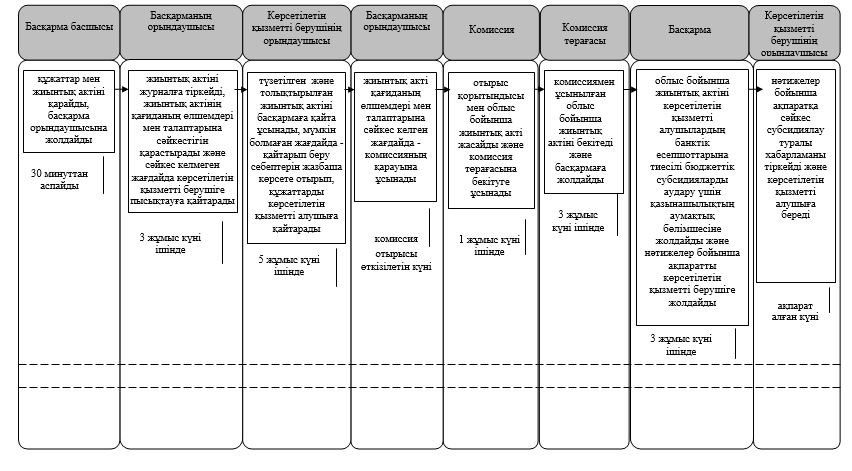 Басқарма басшысы
Басқарманың
орындаушысы
Көрсетілетін
қызметті берушінің
орындаушысы
Басқарманың
орындаушысы
Комиссия
Комиссия
төрағасы
Басқарма
Көрсетілетін
қызметті
берушінің
орындаушысы
құжаттар мен
жиынтық актіні
қарайды,
басқарма
орындаушысына
жолдайды
30 минуттан
аспайды
жиынтық актіні
журналға тіркейді,
жиынтық актінің
қағиданың өлшемдері
мен талаптарына
сәйкестігін
қарастырады және
сәйкес келмеген
жағдайда көрсетілетін
қызметті берушіге
пысықтауға қайтарады
3 жұмыс күні
ішінде
түзетілген және
толықтырылған
жиынтық актіні
басқармаға қайта
ұсынады, мүмкін
болмаған жағдайда -
қайтарып беру
себептерін жазбаша
көрсете отырып,
құжаттарды
көрсетілетін
қызметті алушыға
қайтарады
5 жұмыс күні
ішінде
жиынтық акті
қағиданың
өлшемдері мен
талаптарына
сәйкес келген
жағдайда -
комиссияның
қарауына
ұсынады
комиссия
отырысы
өткізілетін күні
отырыс
қорытындысы
мен облыс
бойынша
жиынтық акті
жасайды және
комиссия
төрағасына
бекітуге
ұсынады
1 жұмыс күні
ішінде
комиссиямен
ұсынылған
облыс
бойынша
жиынтық
актіні бекітеді
және
басқармаға
жолдайды
3 жұмыс
күні ішінде
облыс бойынша
жиынтық актіні
көрсетілетін
қызметті
алушылардың
банктік
есепшоттарына
тиесілі бюджеттік
субсидияларды
аудару үшін
қазынашылықтың
аумақтық
бөлімшесіне
жолдайды және
нәтижелер бойынша
ақпаратты
көрсетілетін
қызметті берушіге
жолдайды
3 жұмыс күні
ішінде
нәтижелер
бойынша
ақпаратқа
сәйкес
субсидиялау
туралы
хабарламаны
тіркейді және
көрсетілетін
қызметті
алушыға
береді
ақпарат
алған күні